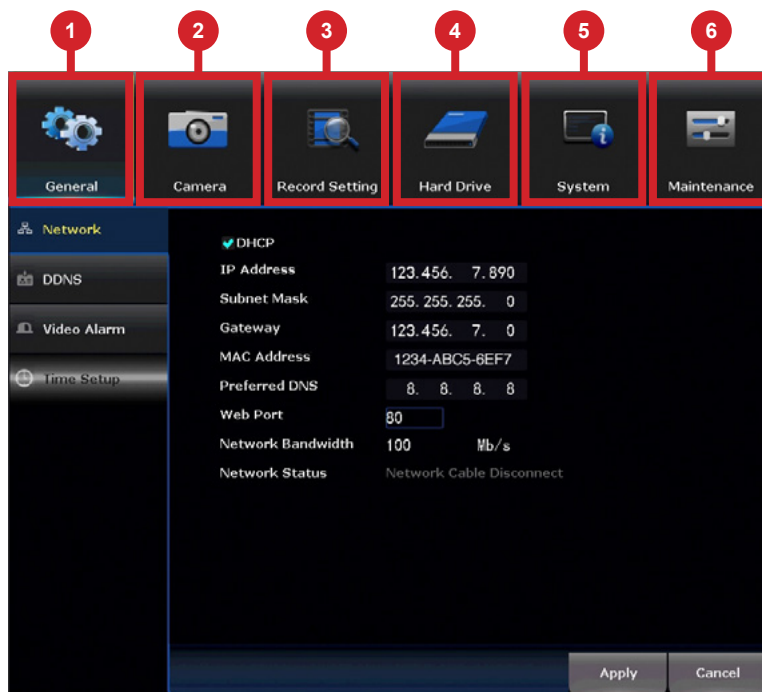 1 2 3 4 5 6
General Camera Record Setting Hard Drive System Maintenance
Network
DDNS
Video Alarm
Time Setup
DHCP
IP Address 123.456. 7.890
Subnet Mask 255. 255. 255. 0
Gateway 123.456. 7. 0
MAC Address 1234-ABC5-6EF7
Preferred DNS 8. 8. 8. 8
Web Port 80
Network Bandwidth 100 Mb/s
Network Status Network Cable Disconnect
Apply Cancel